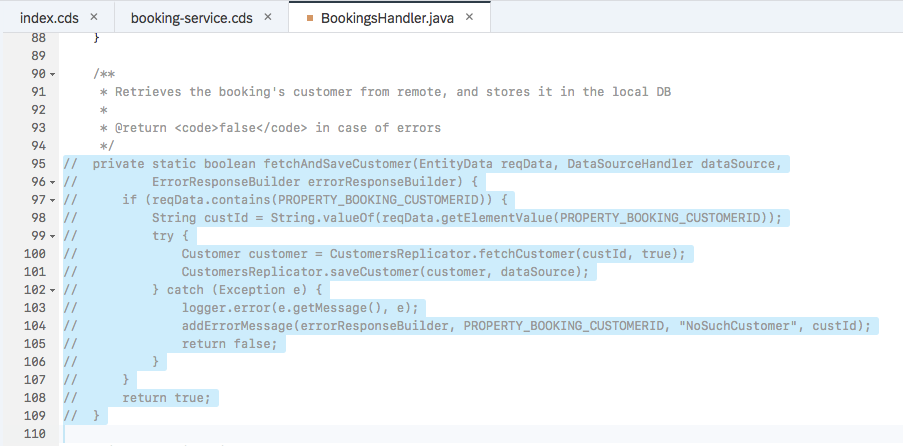 index.cds × booking-service.cds × BookingsHandler.java ×
88 }
89
90 /**
91 * Retrieves the booking's customer from remote, and stores it in the local DB
92 *
93 * @return <code>false</code> in case of errors
94 */
95 // private static boolean fetchAndSaveCustomer(EntityData reqData, DataSourceHandler dataSource,
96 // ErrorResponseBuilder errorResponseBuilder) {
97 // if (reqData.contains(PROPERTY_BOOKING_CUSTOMERID)) {
98 // String custId = String.valueOf(reqData.getElementValue(PROPERTY_BOOKING_CUSTOMERID));
99 // try {
100 // Customer customer = CustomersReplicator.fetchCustomer(custId, true);
101 // CustomersReplicator.saveCustomer(customer, dataSource);
102 // } catch (Exception e) {
103 // logger.error(e.getMessage(), e);
104 // addErrorMessage(errorResponseBuilder, PROPERTY_BOOKING_CUSTOMERID, "NoSuchCustomer", custId);
105 // return false;
106 // }
107 // }
108 // return true;
109 // }
110